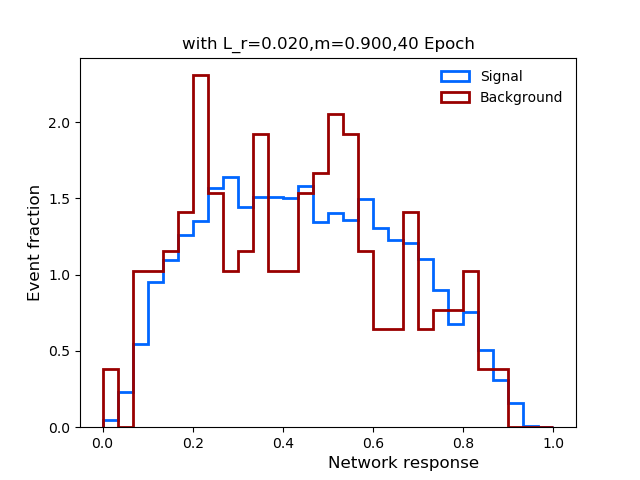 with L_r=0.020,m=0.900,40 Epoch
Signal
Background
Event fraction
2.0
1.5
1.0
0.5
0.0
0.0 0.2 0.4 0.6 0.8 1.0
Network response